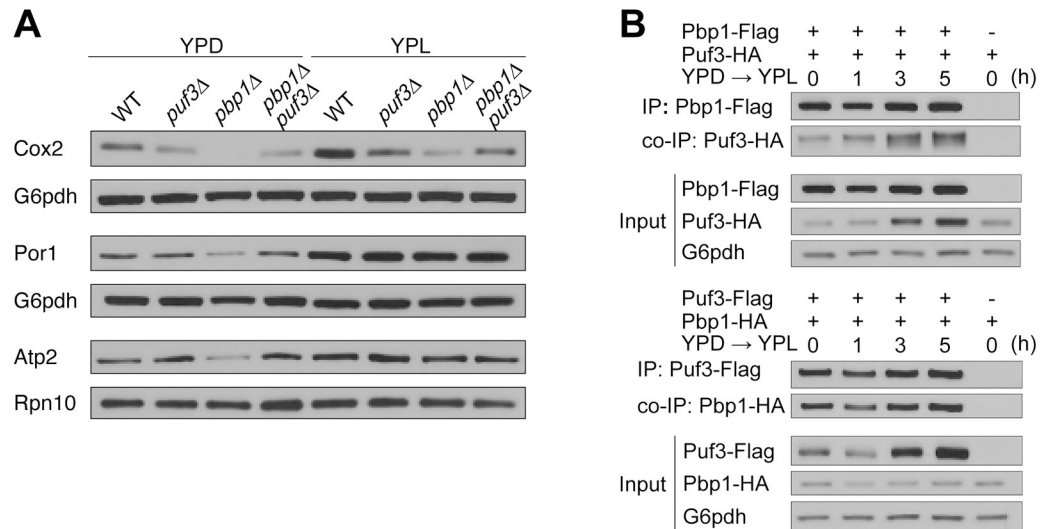 A
YPD YPL
WT puf3Δ pbp1Δ pbp1Δ puf3Δ WT puf3Δ pbp1Δ pbp1Δ puf3Δ
Cox2
G6pdh
Por1
G6pdh
Atp2
Rpn10
B
Pbp1-Flag + + + + -
Puf3-HA + + + + +
YPD → YPL 0 1 3 5 0 (h)
IP: Pbp1-Flag
co-IP: Puf3-HA
Input
Pbp1-Flag
Puf3-HA
G6pdh
Puf3-Flag + + + + -
Pbp1-HA + + + + +
YPD → YPL 0 1 3 5 0 (h)
IP: Puf3-Flag
co-IP: Pbp1-HA
Input
Puf3-Flag
Pbp1-HA
G6pdh